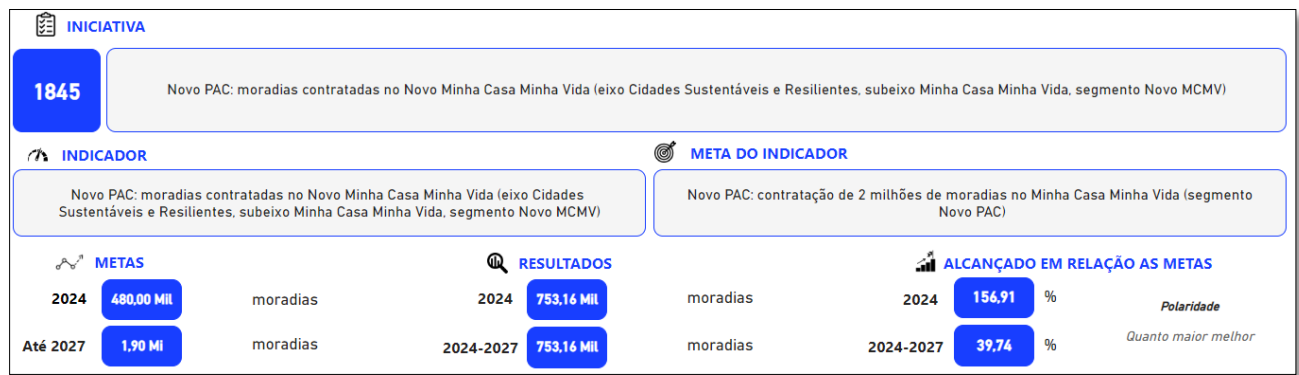 INICIATIVA
1845
Novo PAC: moradias contratadas no Novo Minha Casa Minha Vida (eixo Cidades Sustentáveis e Resilientes, subeixo Minha Casa Minha Vida, segmento Novo MCMV)
INDICADOR
META DO INDICADOR
Novo PAC: moradias contratadas no Novo Minha Casa Minha Vida (eixo Cidades
Sustentáveis e Resilientes, subeixo Minha Casa Minha Vida, segmento Novo MCMV)
Novo PAC: contratação de 2 milhões de moradias no Minha Casa Minha Vida (segmento
Novo PAC)
METAS
RESULTADOS
ALCANÇADO EM RELAÇÃO AS METAS
2024 480,00 Mil moradias 2024 753,16 Mil moradias 2024 156,91 %
Polaridade
Até 2027 1,90 Mi moradias 2024-2027 753,16 Mil moradias 2024-2027 39,74 %
Quanto maior melhor